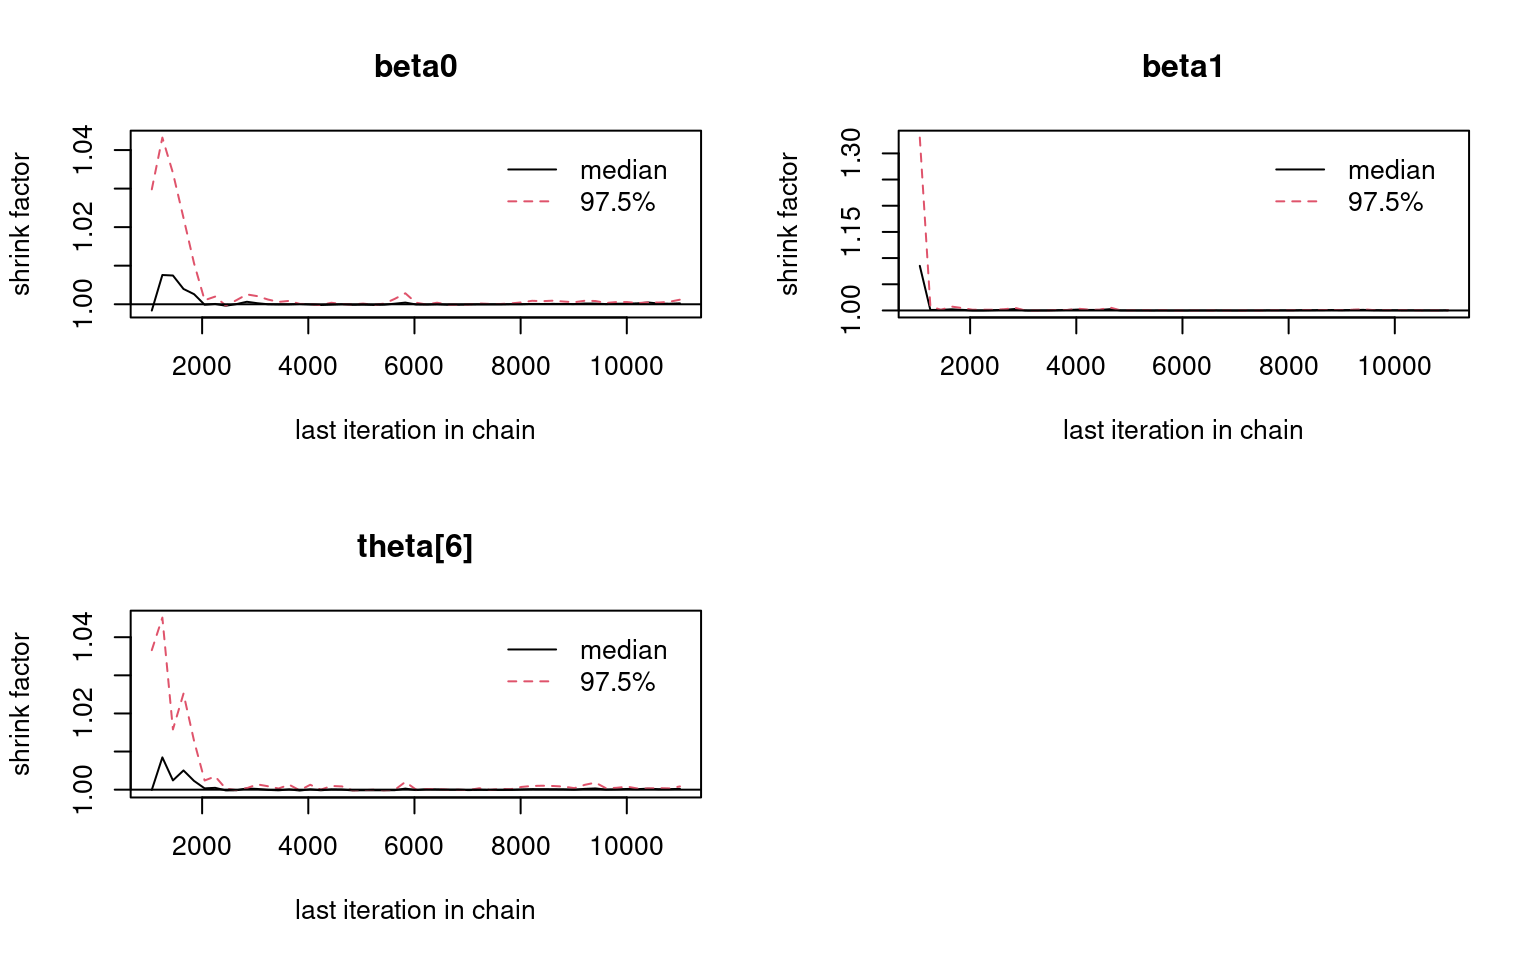 beta0
shrink factor
1.00 1.02 1.04
median
97.5%
2000 4000 6000 8000 10000
last iteration in chain
beta1
shrink factor
1.00 1.15 1.30
median
97.5%
2000 4000 6000 8000 10000
last iteration in chain
theta[6]
shrink factor
1.00 1.02 1.04
median
97.5%
2000 4000 6000 8000 10000
last iteration in chain